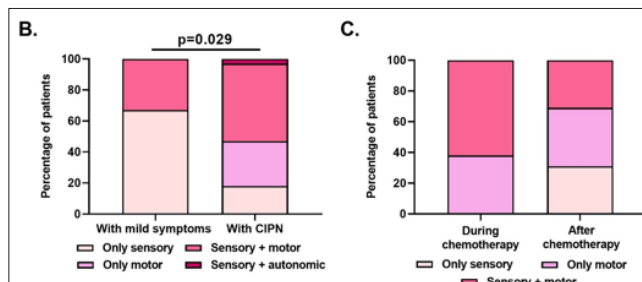 B.
p=0.029
Percentage of patients
100
80
60
40
20
0
With mild symptoms
With CIPN
Only sensory
Sensory + motor
Only motor
Sensory + autonomic
C.
Percentage of patients
100
80
60
40
20
0
During
chemotherapy
After
chemotherapy
Only sensory
Only motor
Sensory + motor